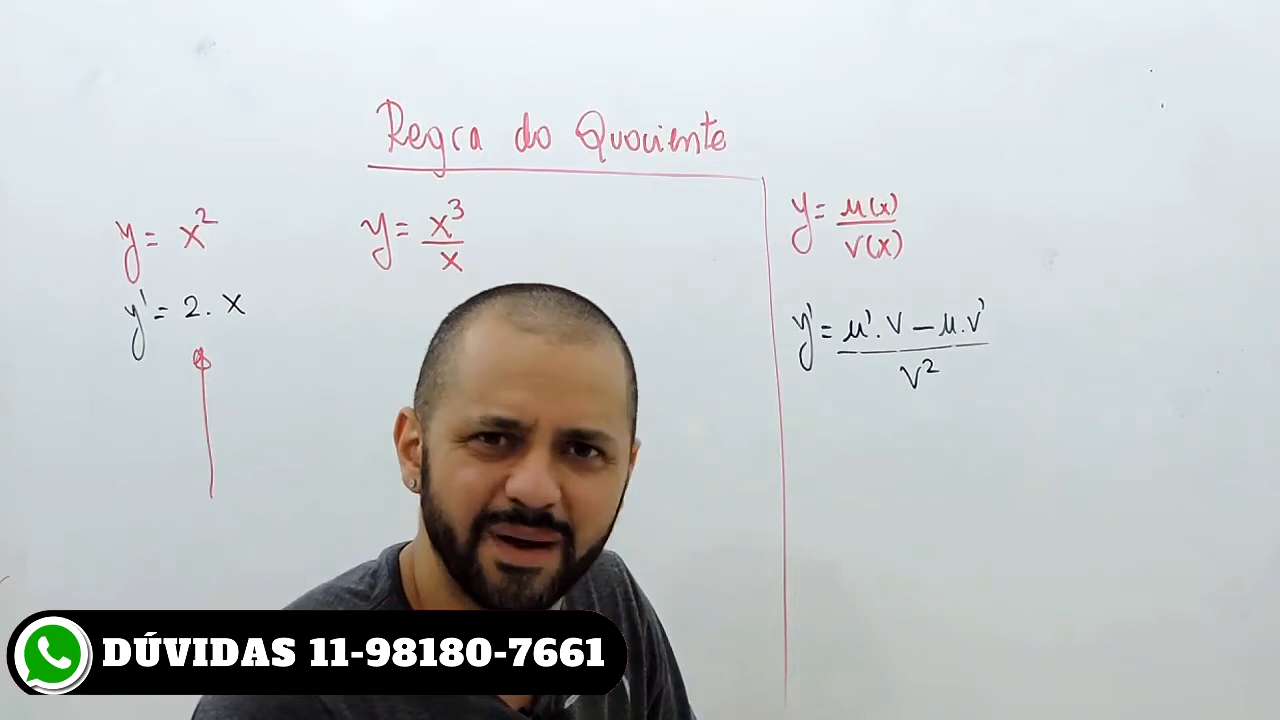 Regra do Quociente
y = x²
y' = 2. x
y = x³/x
y = u(x)/v(x)
y' = u'.v - u.v'/v²
DÚVIDAS 11-98180-7661